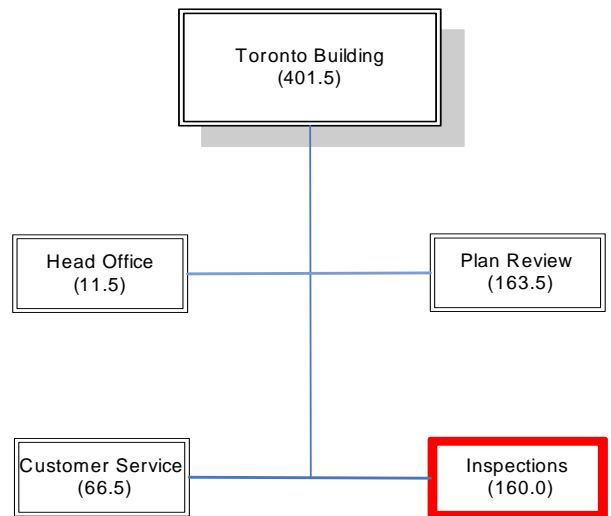 Toronto Building
(401.5)
Head Office
(11.5)
Plan Review
(163.5)
Customer Service
(66.5)
Inspections
(160.0)